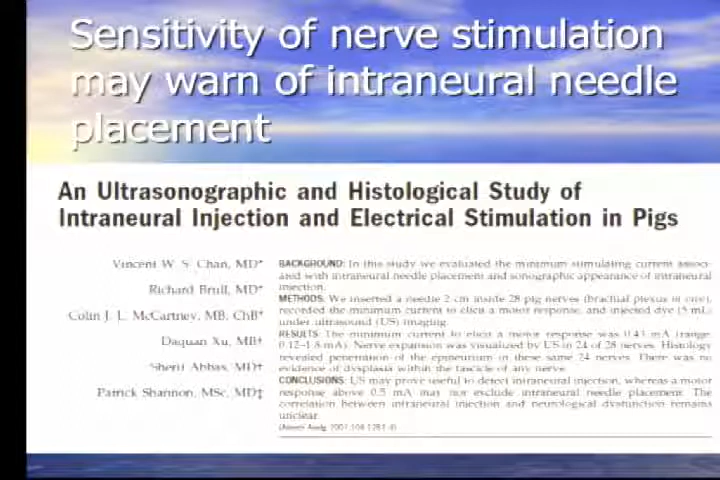 Sensitivity of nerve stimulation
may warn of intraneural needle
placement
An Ultrasonographic and Histological Study of
Intraneural Injection and Electrical Stimulation in Pigs
Vincent W. S. Chan, MD*
Richard Brull, MD*
Colin J. L. McCartney, MB, ChB*
Daquan Xu, MB†
Sherif Abbas, MD†
Patrick Shannon, MSc, MD‡
BACKGROUND: In this study we evaluated the minimum stimulating current associ-
ated with intraneural needle placement and sonographic appearance of intraneural
injection.
METHODS: We inserted a needle 2 cm inside 28 pig nerves (brachial plexus in vivo),
recorded the minimum current to elicit a motor response, and injected dye (5 mL)
under ultrasound (US) imaging.
RESULTS: The minimum current to elicit a motor response was 0.43 mA (range:
0.12–1.8 mA). Nerve expansion was visualized by US in 24 of 28 nerves. Histology
revealed penetration of the epineurium in these same 24 nerves. There was no
evidence of dysplasia within the fascicle of any nerve.
CONCLUSIONS: US may prove useful to detect intraneural injection, whereas a motor
response above 0.5 mA may not exclude intraneural needle placement. The
correlation between intraneural injection and neurological dysfunction remains
unclear.
2007;104:1281-4)